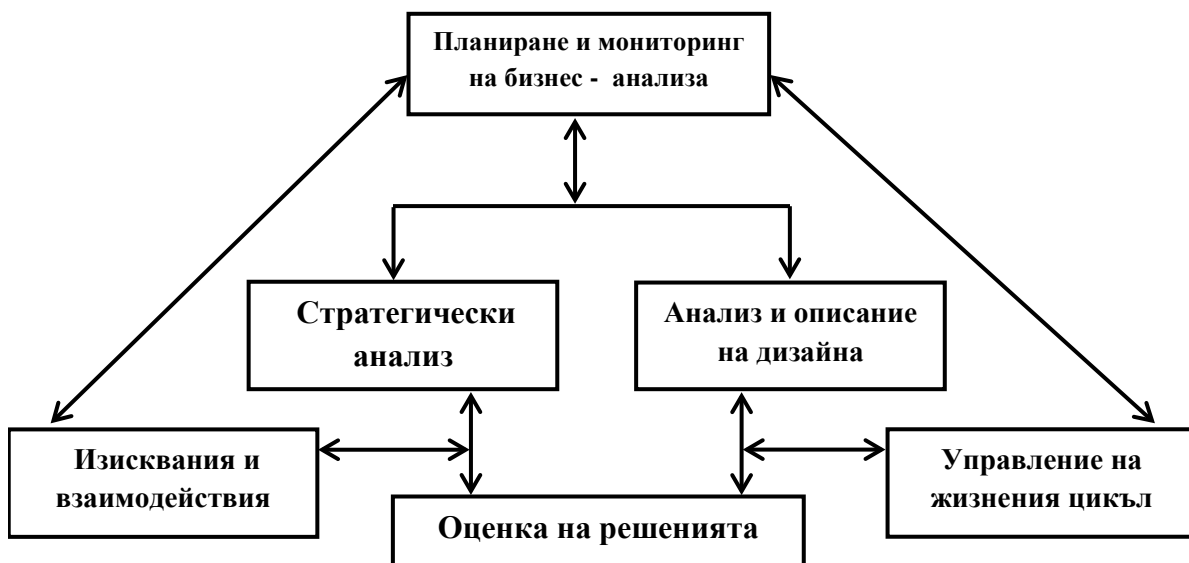 Планиране и мониторинг
на бизнес - анализа
Стратегически
анализ
Анализ и описание
на дизайна
Изисквания и
взаимодействия
Управление на
жизнения цикъл
Оценка на решенията